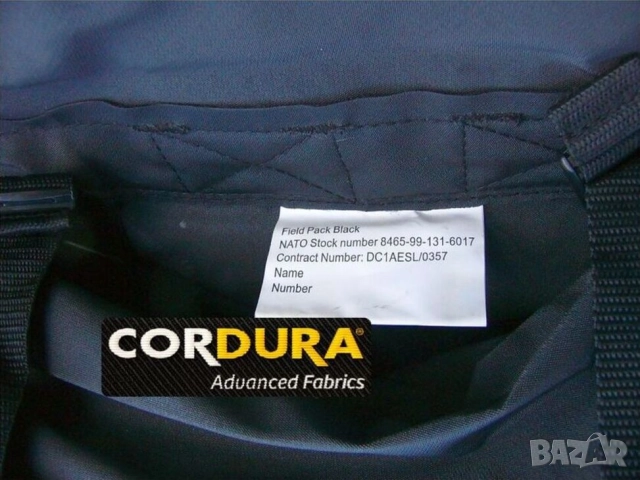 Field Pack Black
NATO Stock number 8465-99-131-6017
Contract Number: DC1AESL/0357
Name
Number
CORDURA®
Advanced Fabrics
BAZAR